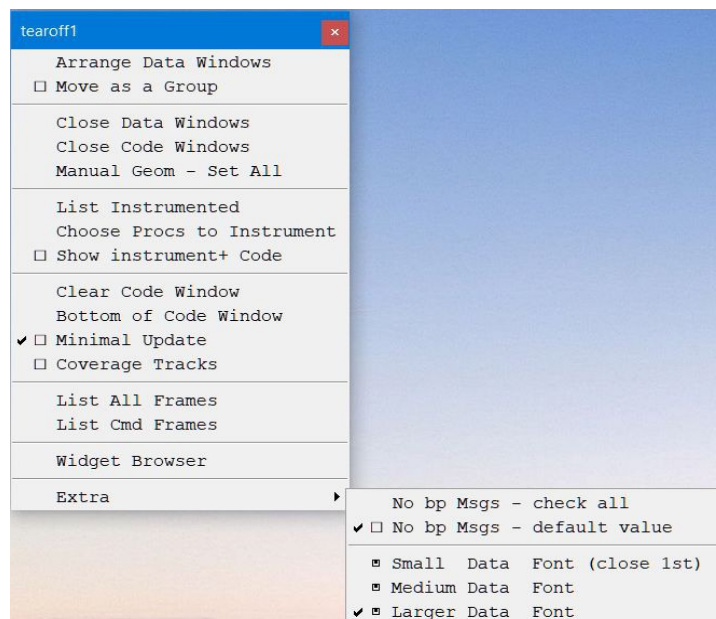 tearoff1
Arrange Data Windows
Move as a Group
Close Data Windows
Close Code Windows
Manual Geom - Set All
List Instrumented
Choose Procs to Instrument
Show instrument+ Code
Clear Code Window
Bottom of Code Window
Minimal Update
Coverage Tracks
List All Frames
List Cmd Frames
Widget Browser
Extra
No bp Msgs - check all
No bp Msgs - default value
Small Data Font (close 1st)
Medium Data Font
Larger Data Font